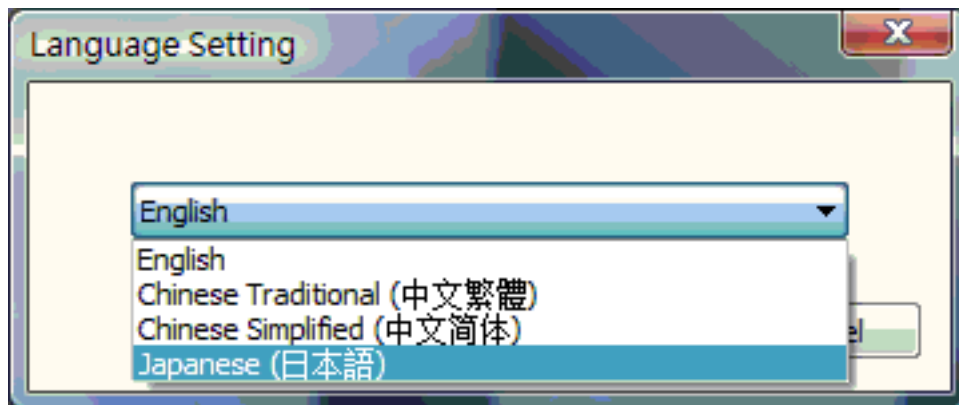 Language Setting
English
English
Chinese Traditional (中文繁體)
Chinese Simplified (中文简体)
Japanese (日本語)